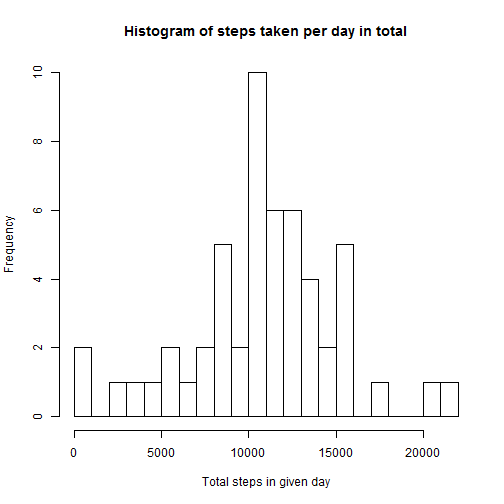 Histogram of steps taken per day in total
Frequency
10
8
6
4
2
0
0 5000 10000 15000 20000
Total steps in given day